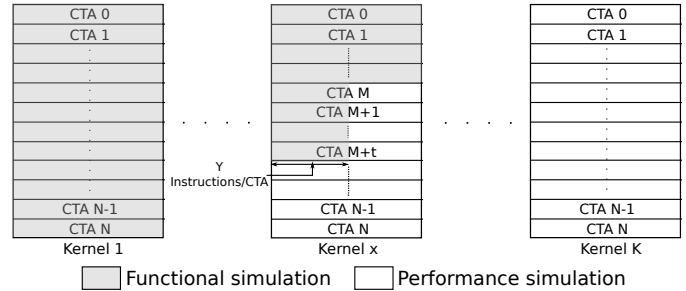 CTA 0
CTA 1
CTA N-1
CTA N
Kernel 1
CTA 0
CTA 1
CTA M
CTA M+1
CTA M+t
Y
Instructions/CTA
CTA N-1
CTA N
Kernel x
CTA 0
CTA 1
CTA N-1
CTA N
Kernel K
Functional simulation
Performance simulation